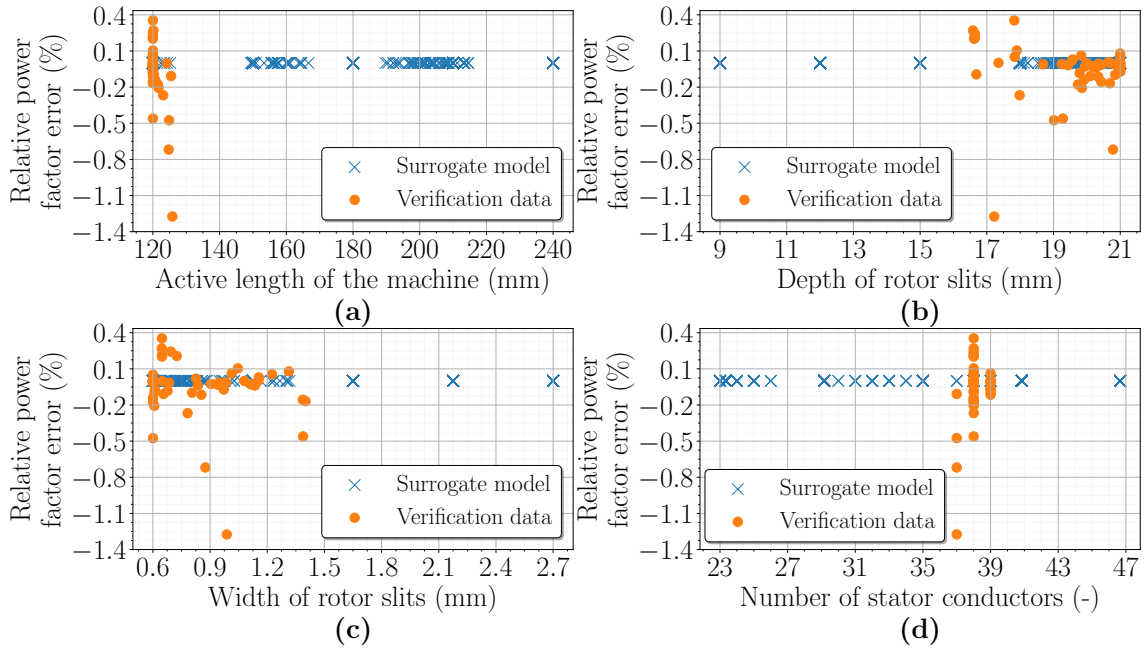 0.4
0.1
−0.2
−0.5
−0.8
−1.1
−1.4
Relative power
factor error (%)
Surrogate model
Verification data
120 140 160 180 200 220 240
Active length of the machine (mm)
(a)
0.4
0.1
−0.2
−0.5
−0.8
−1.1
−1.4
Relative power
factor error (%)
Surrogate model
Verification data
9 11 13 15 17 19 21
Depth of rotor slits (mm)
(b)
0.4
0.1
−0.2
−0.5
−0.8
−1.1
−1.4
Relative power
factor error (%)
Surrogate model
Verification data
0.6 0.9 1.2 1.5 1.8 2.1 2.4 2.7
Width of rotor slits (mm)
(c)
0.4
0.1
−0.2
−0.5
−0.8
−1.1
−1.4
Relative power
factor error (%)
Surrogate model
Verification data
23 27 31 35 39 43 47
Number of stator conductors (-)
(d)